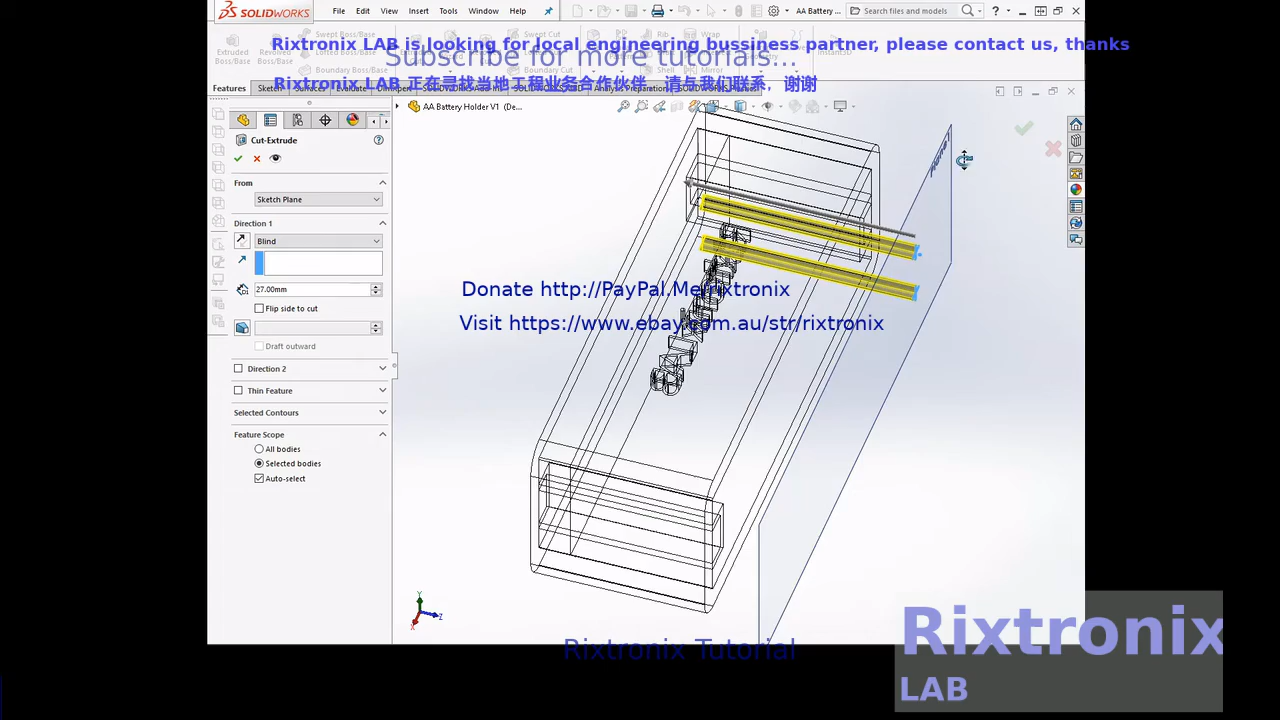 SOLIDWORKS
File Edit View Insert Tools Window Help
AA Battery ...
Search files and models
Rixtronix LAB is looking for local engineering bussiness partner, please contact us, thanks
Subscribe for more tutorials...
Rixtronix LAB 正在寻找当地工程业务合作伙伴，请与我们联系，谢谢
Features
AA Battery Holder V1 (De...
Cut-Extrude
From
Sketch Plane
Direction 1
Blind
27.00mm
Flip side to cut
Draft outward
Direction 2
Thin Feature
Selected Contours
Feature Scope
All bodies
Selected bodies
Auto-select
Donate http://PayPal.Me/rixtronix
Visit https://www.ebay.com.au/str/rixtronix
Y
Z
X
Rixtronix Tutorial
Rixtronix
LAB